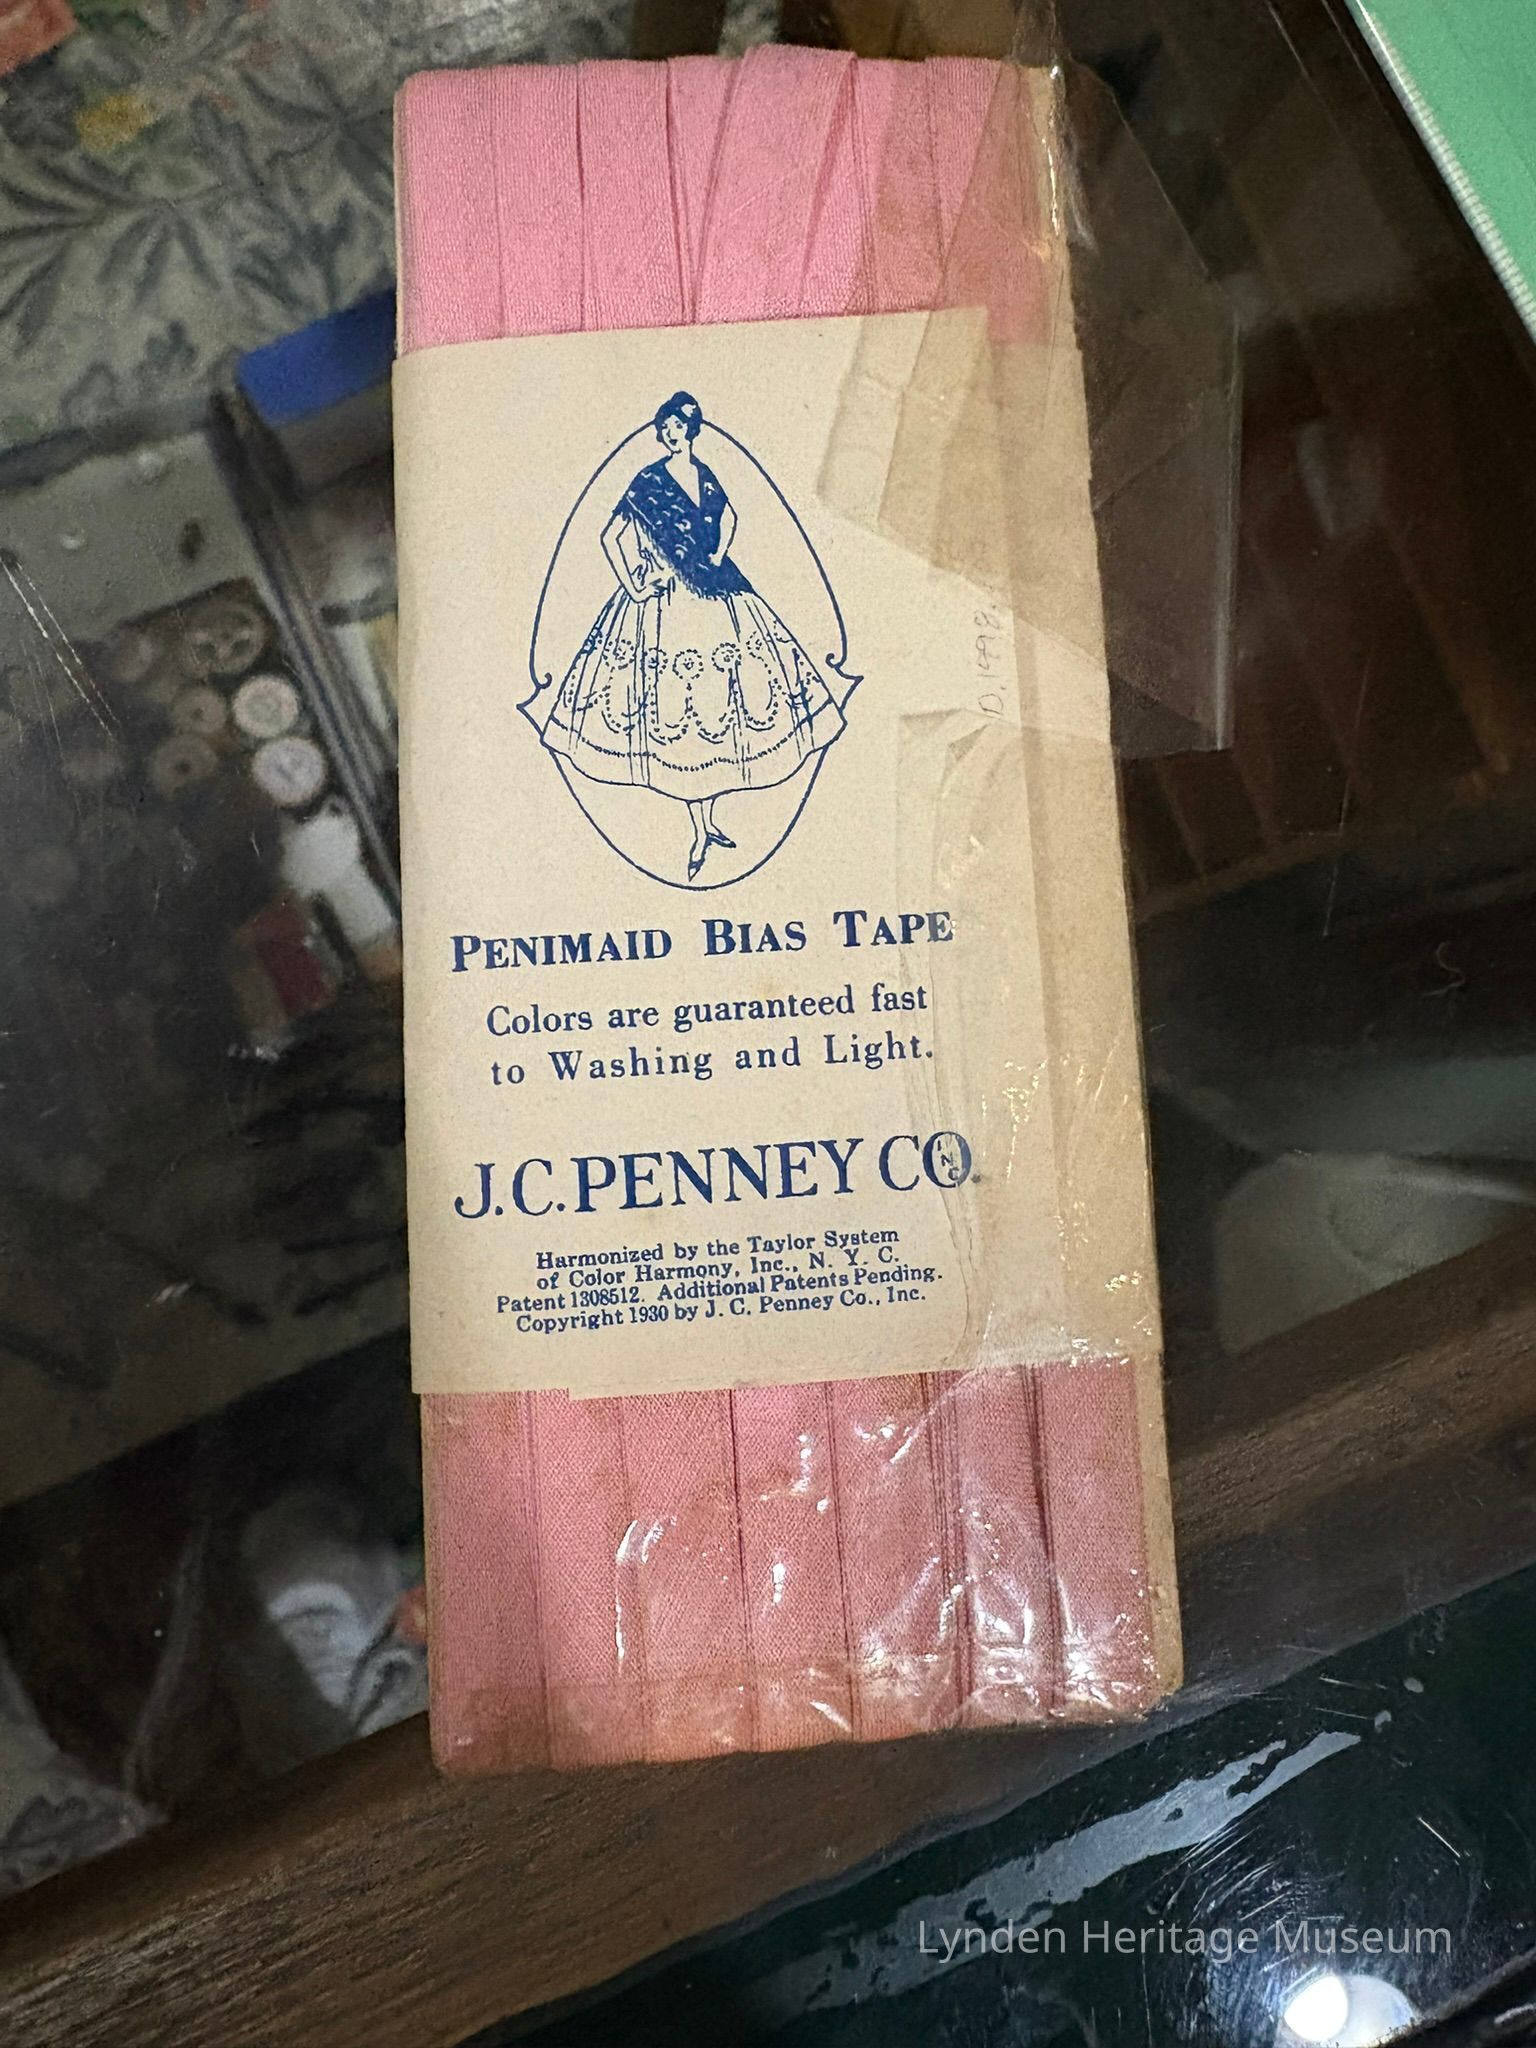 PENIMAID BIAS TAPE
Colors are guaranteed fast
to Washing and Light.
J.C. PENNEY CO. INC
Harmonized by the Taylor System
of Color Harmony, Inc., N. Y. C.
Patent 1308512. Additional Patents Pending.
Copyright 1930 by J. C. Penney Co., Inc.
D.1498.
Lynden Heritage Museum